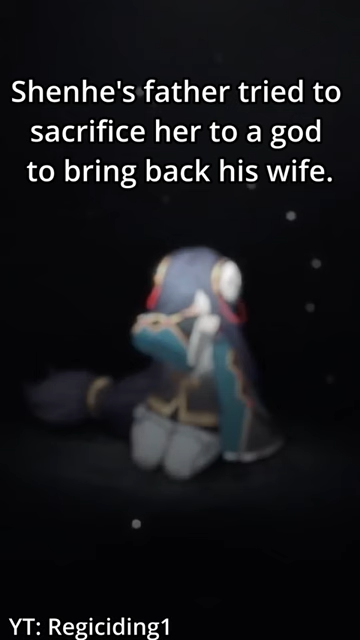 Shenhe's father tried to
sacrifice her to a god
to bring back his wife.
YT: Regiciding1